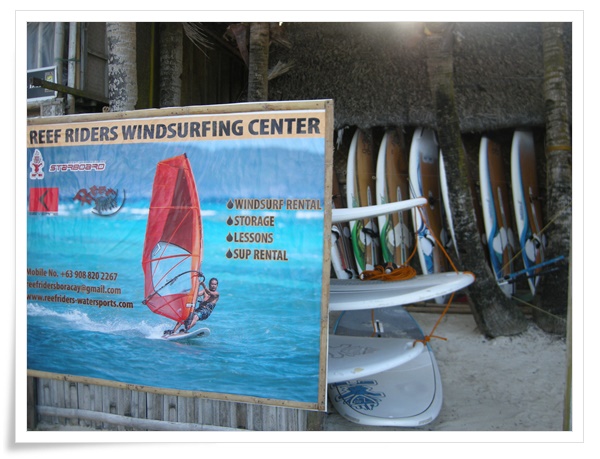 REEF RIDERS WINDSURFING CENTER
STARBOARD
WINDSURF RENTAL
STORAGE
LESSONS
SUP RENTAL
Mobile No. +63 908 820 2267
reefridersboracay@gmail.com
www.reefriders-watersports.com